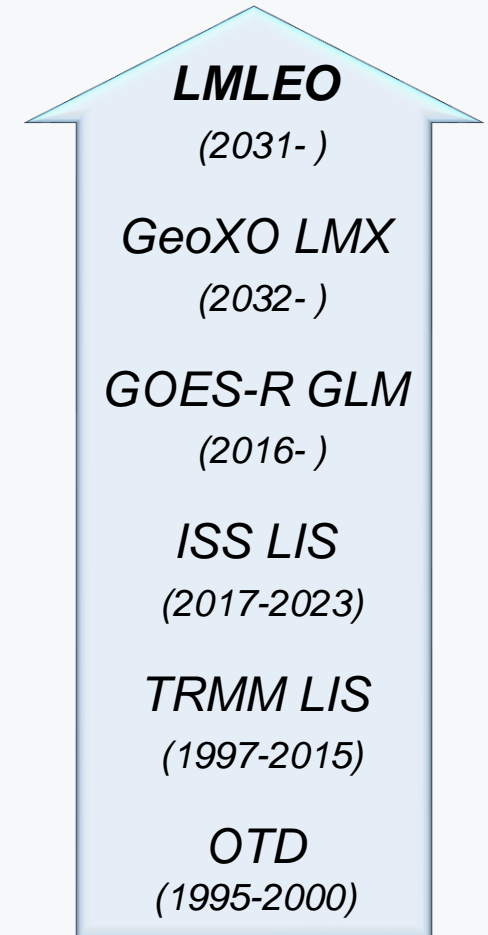 LMLEO
(2031- )
GeoXO LMX
(2032- )
GOES-R GLM
(2016- )
ISS LIS
(2017-2023)
TRMM LIS
(1997-2015)
OTD
(1995-2000)